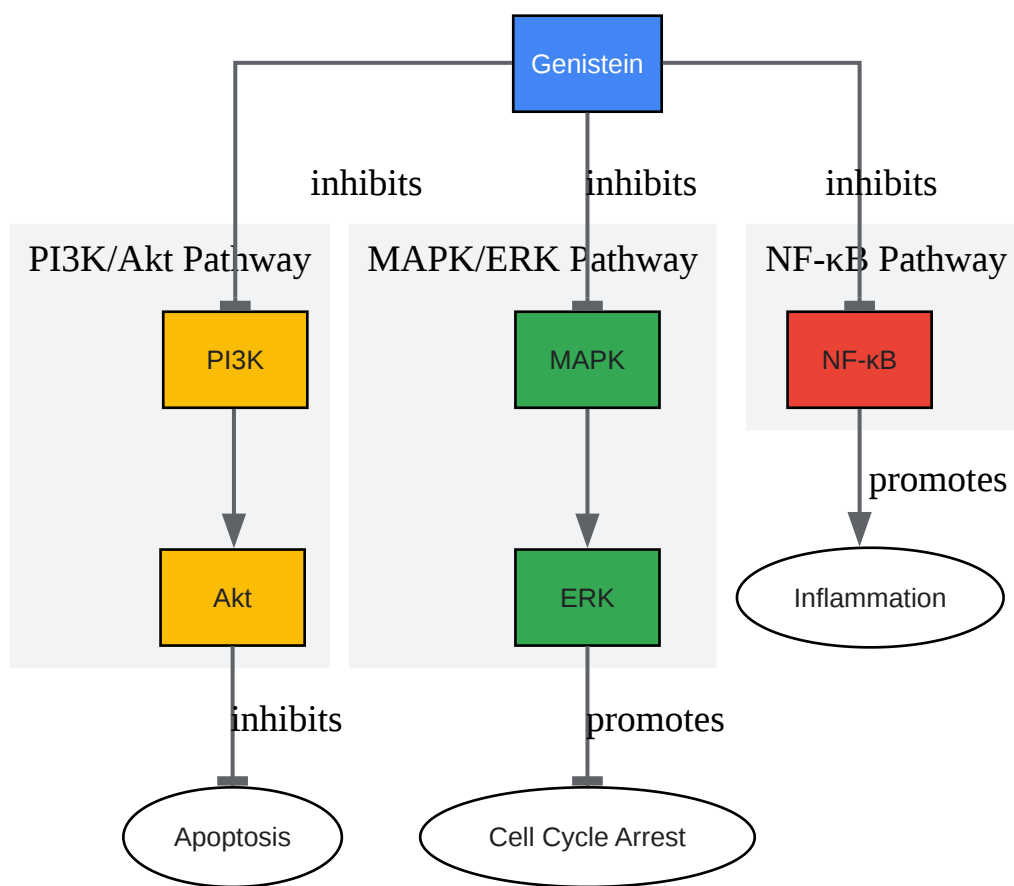 Genistein
inhibits
inhibits
inhibits
PI3K/Akt Pathway
MAPK/ERK Pathway
NF-κB Pathway
PI3K
MAPK
NF-κB
promotes
Akt
ERK
Inflammation
inhibits
promotes
Apoptosis
Cell Cycle Arrest